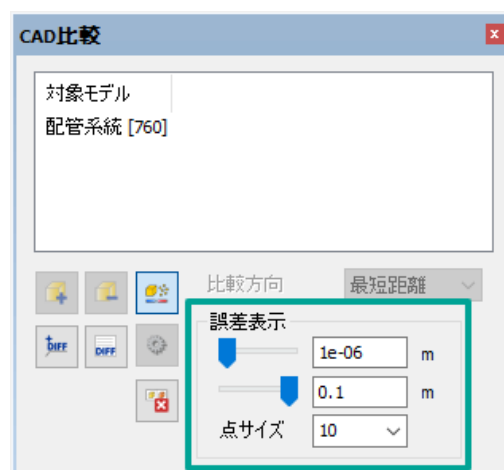 CAD比較
対象モデル
配管系統 [760]
比較方向 最短距離
誤差表示
1e-06 m
0.1 m
点サイズ 10
DIFF DIFF